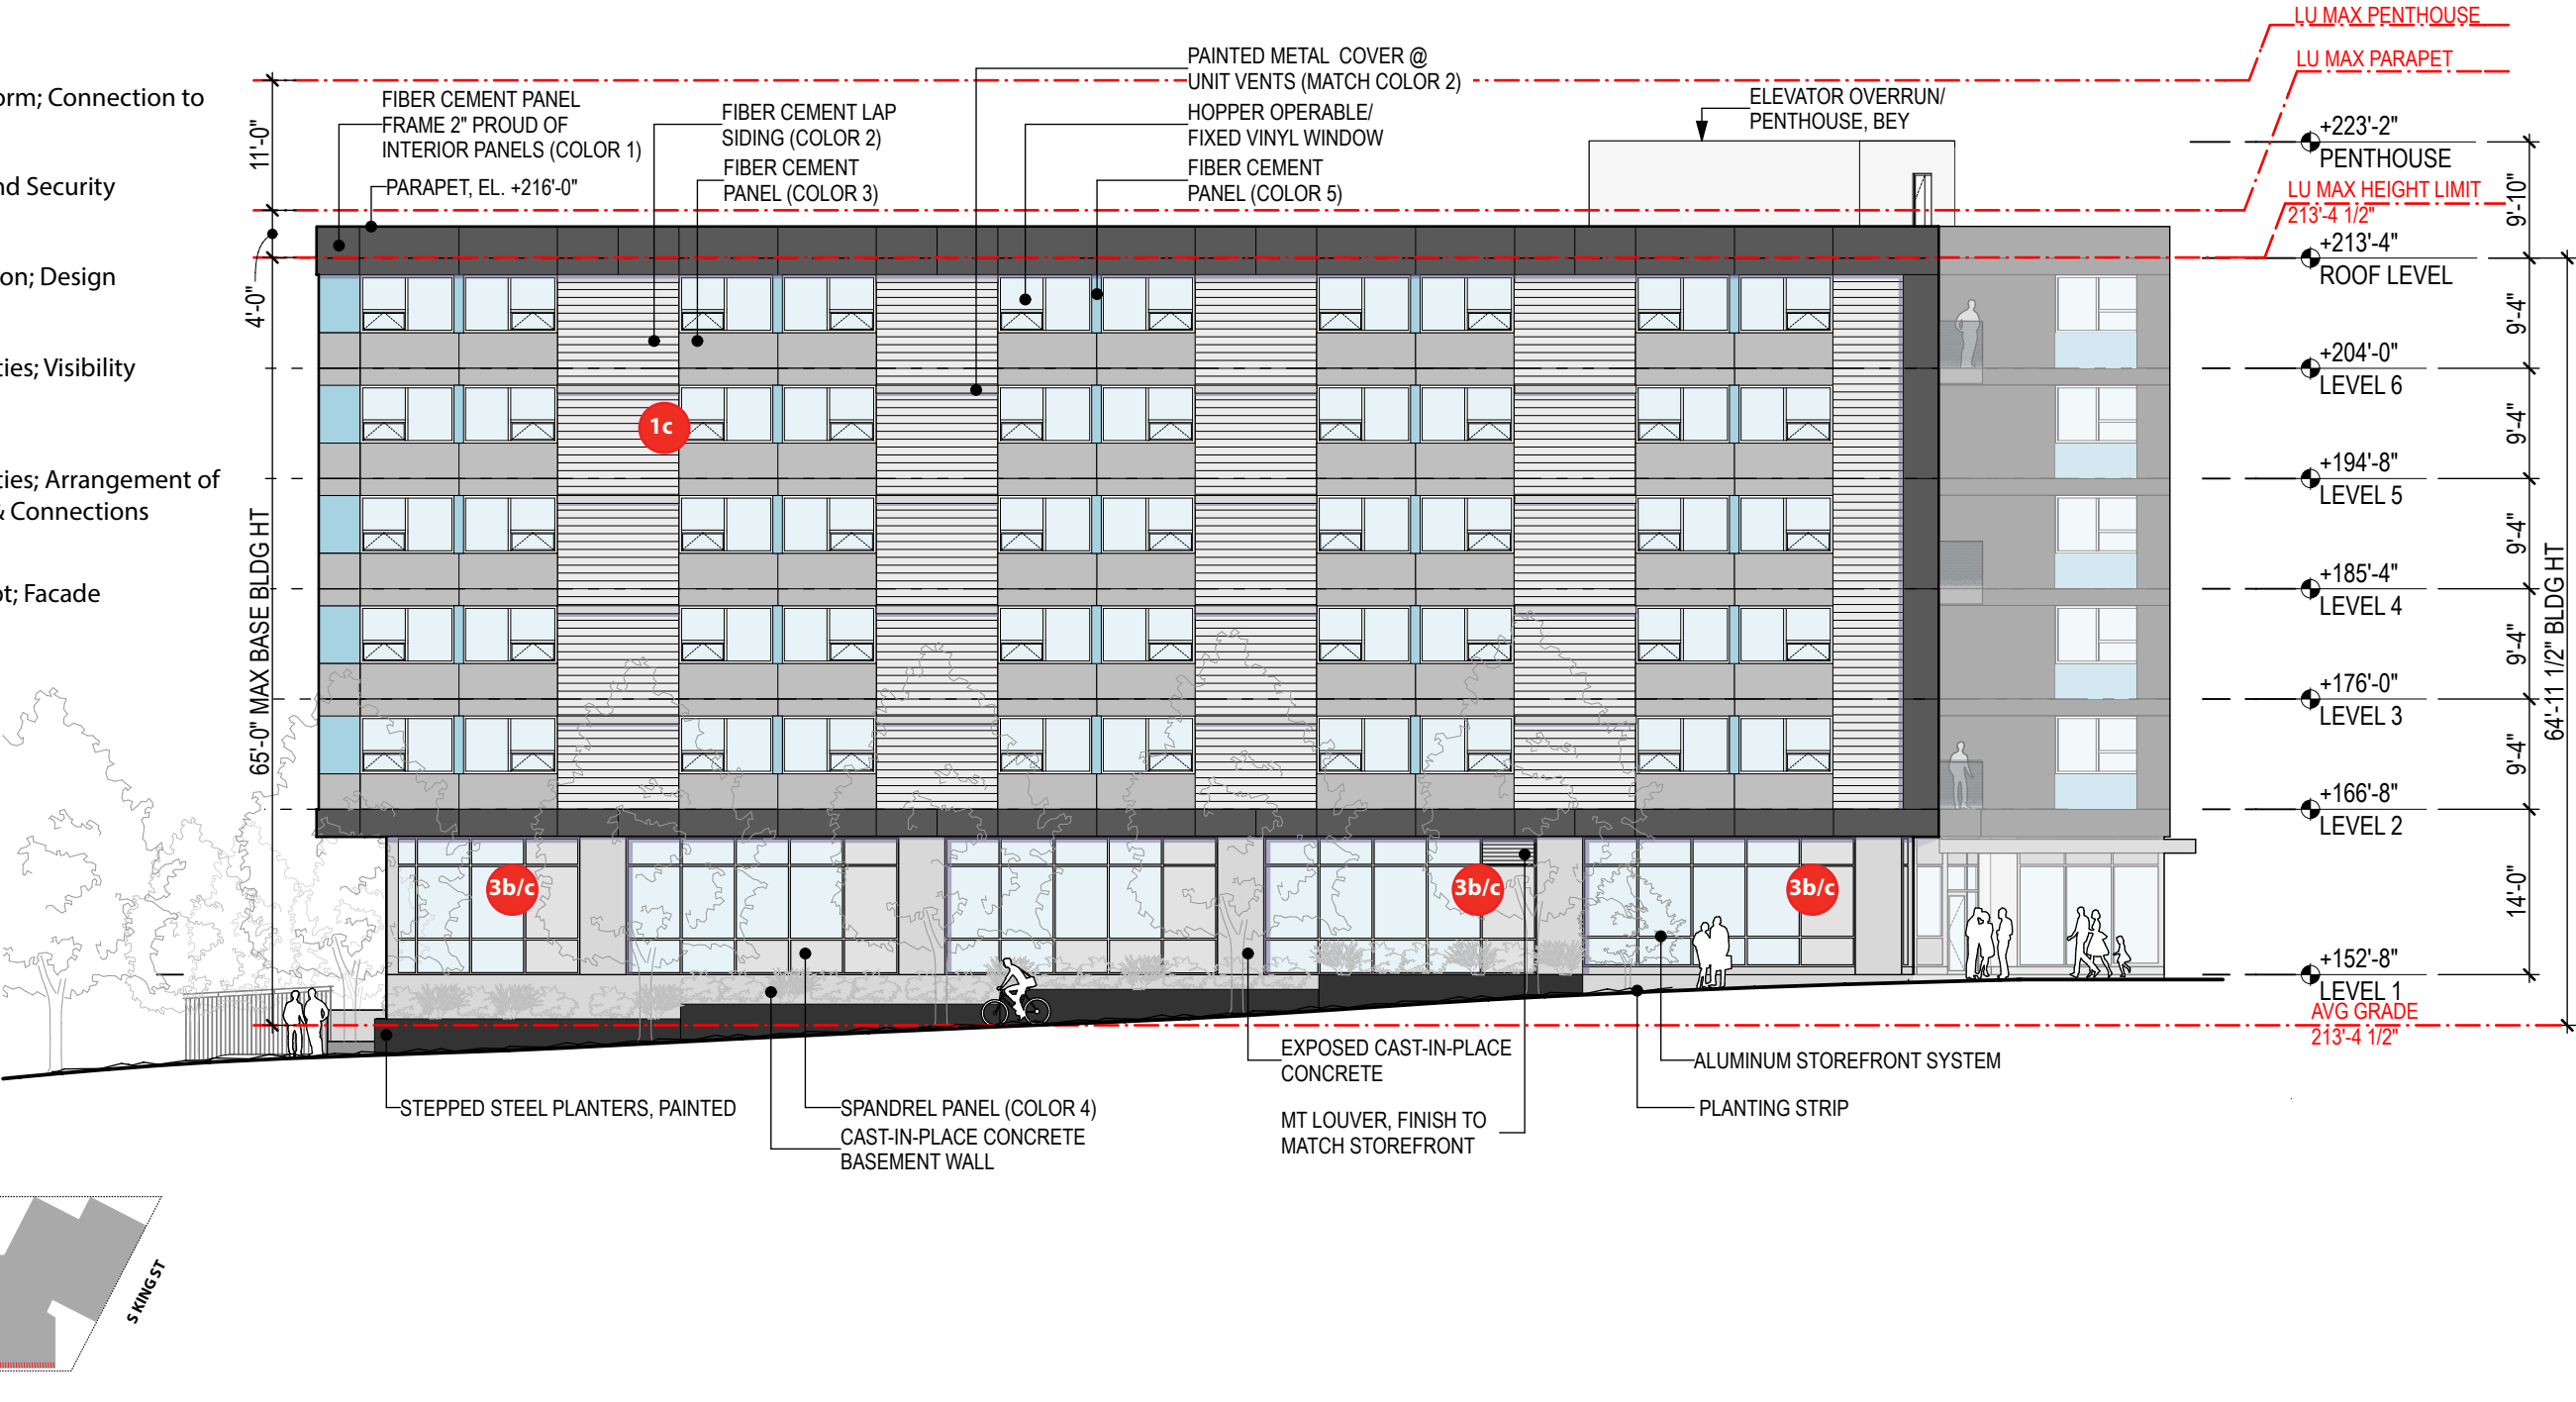 orm; Connection to
nd Security
on; Design
ties; Visibility
ties; Arrangement of
& Connections
ot; Facade
11'-0"
4'-0"
65'-0" MAX BASE BLDG HT
FIBER CEMENT PANEL
FRAME 2" PROUD OF
INTERIOR PANELS (COLOR 1)
PARAPET, EL. +216'-0"
FIBER CEMENT LAP
SIDING (COLOR 2)
FIBER CEMENT
PANEL (COLOR 3)
PAINTED METAL COVER @
UNIT VENTS (MATCH COLOR 2)
HOPPER OPERABLE/
FIXED VINYL WINDOW
FIBER CEMENT
PANEL (COLOR 5)
ELEVATOR OVERRUN/
PENTHOUSE, BEY
LU MAX PENTHOUSE
LU MAX PARAPET
+223'-2"
PENTHOUSE
LU MAX HEIGHT LIMIT
213'-4 1/2"
+213'-4"
ROOF LEVEL
+204'-0"
LEVEL 6
+194'-8"
LEVEL 5
+185'-4"
LEVEL 4
+176'-0"
LEVEL 3
+166'-8"
LEVEL 2
+152'-8"
LEVEL 1
AVG GRADE
213'-4 1/2"
9'-10"
9'-4"
9'-4"
9'-4"
9'-4"
9'-4"
14'-0"
64'-11 1/2" BLDG HT
1c
3b/c
3b/c
3b/c
STEPPED STEEL PLANTERS, PAINTED
SPANDREL PANEL (COLOR 4)
CAST-IN-PLACE CONCRETE
BASEMENT WALL
EXPOSED CAST-IN-PLACE
CONCRETE
MT LOUVER, FINISH TO
MATCH STOREFRONT
ALUMINUM STOREFRONT SYSTEM
PLANTING STRIP
S KING ST